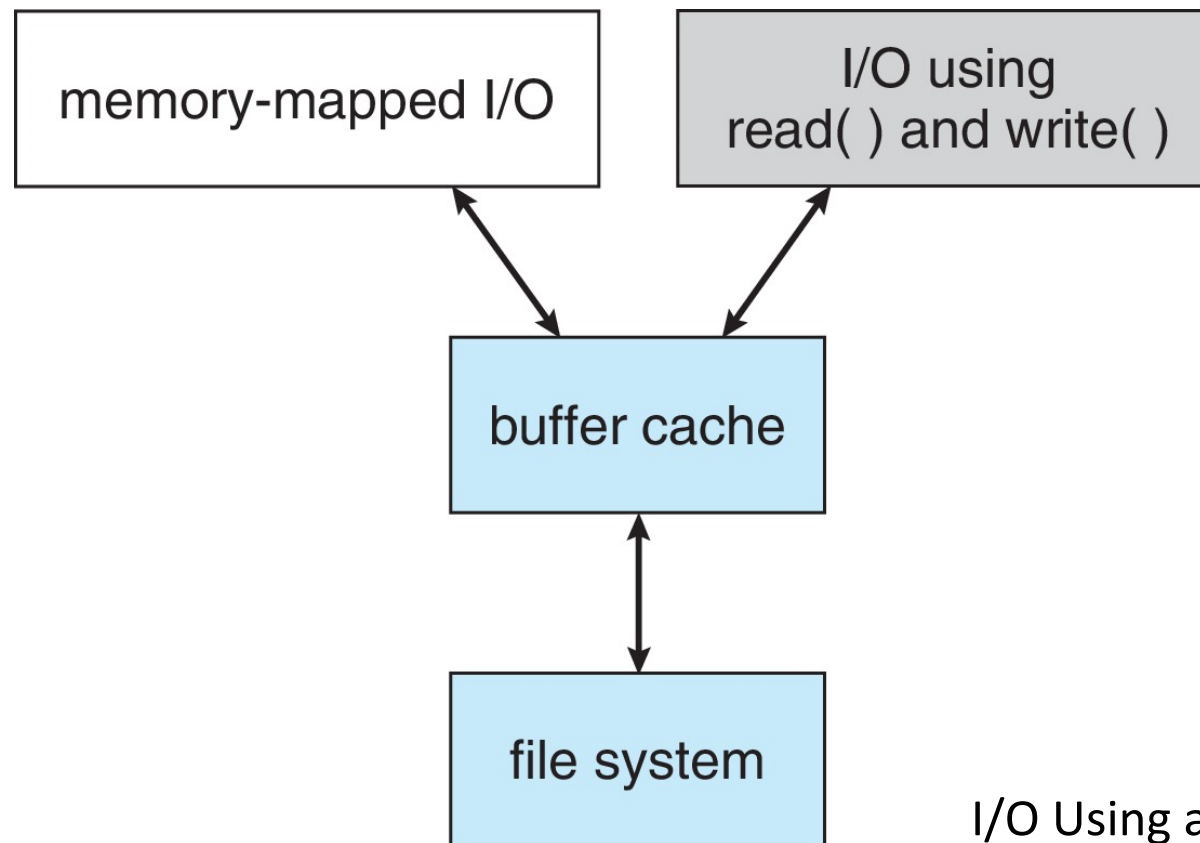 memory-mapped I/O
I/O using
read( ) and write( )
buffer cache
file system
I/O Using a